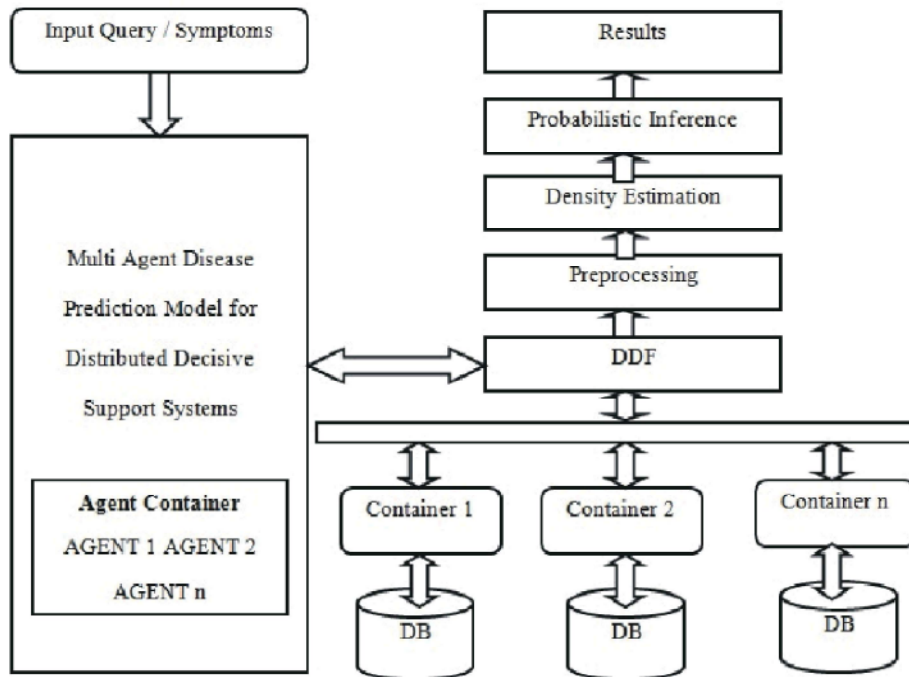 Input Query / Symptoms
Multi Agent Disease
Prediction Model for
Distributed Decisive
Support Systems
Agent Container
AGENT 1 AGENT 2
AGENT n
Results
Probabilistic Inference
Density Estimation
Preprocessing
DDF
Container 1
Container 2
Container n
DB
DB
DB